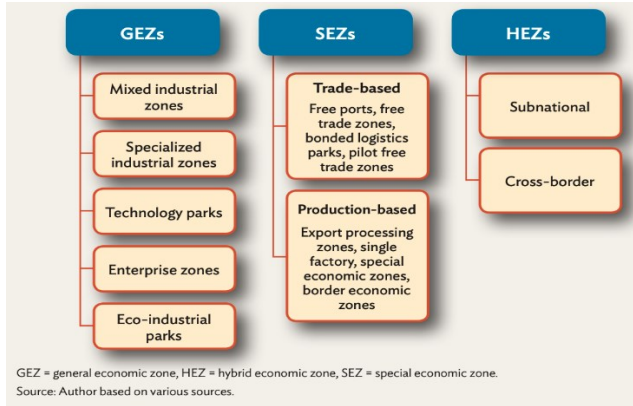 GEZs
Mixed industrial
zones
Specialized
industrial zones
Technology parks
Enterprise zones
Eco-industrial
parks
SEZs
Trade-based
Free ports, free
trade zones,
bonded logistics
parks, pilot free
trade zones
Production-based
Export processing
zones, single
factory, special
economic zones,
border economic
zones
HEZs
Subnational
Cross-border
GEZ = general economic zone, HEZ = hybrid economic zone, SEZ = special economic zone.
Source: Author based on various sources.